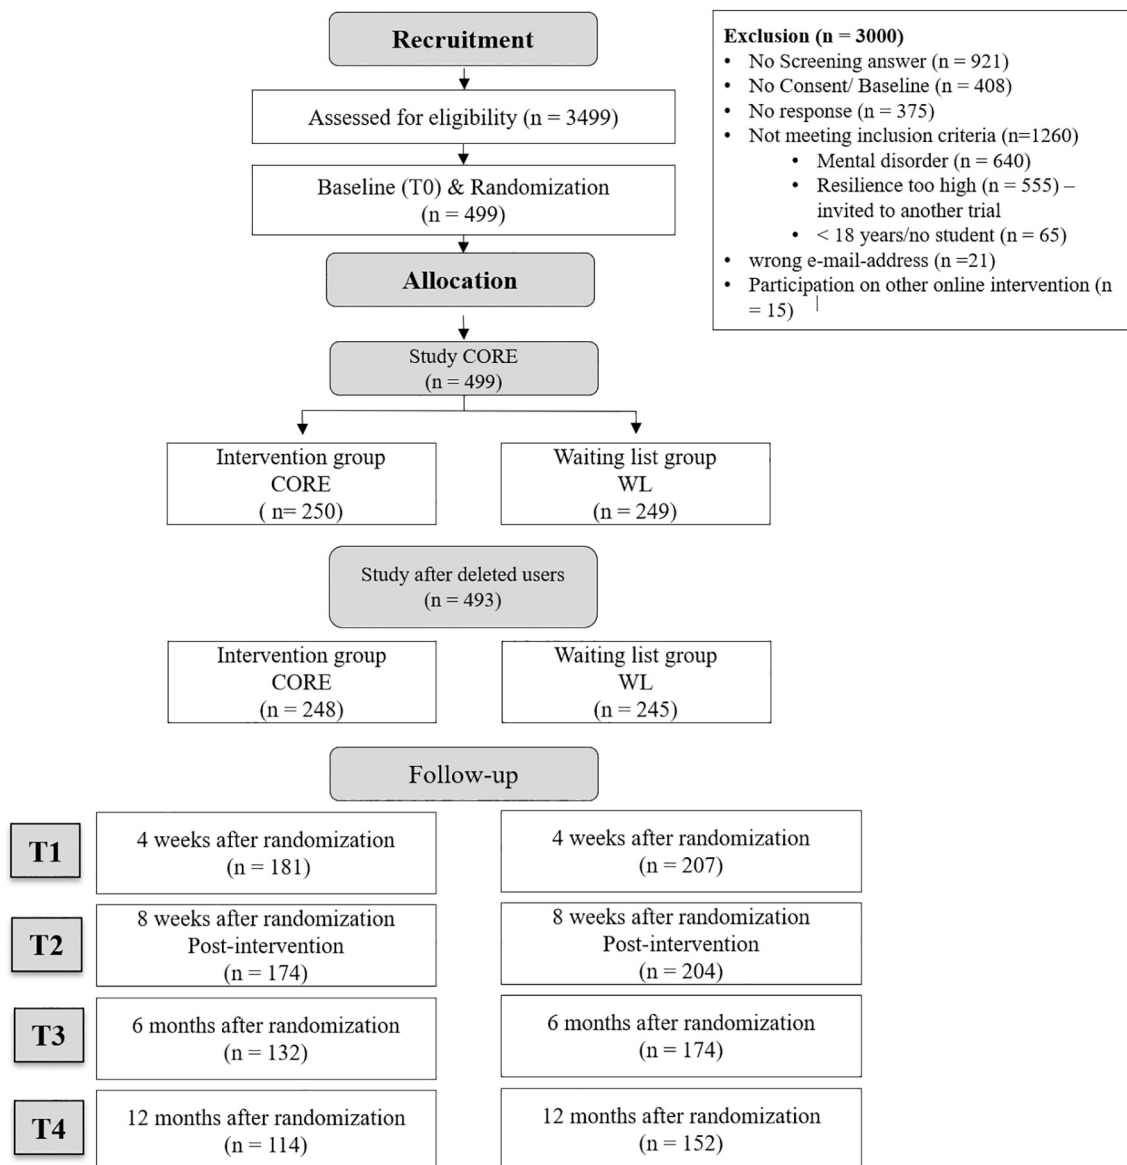 Recruitment
Assessed for eligibility (n = 3499)
Baseline (T0) & Randomization
(n = 499)
Exclusion (n = 3000)
• No Screening answer (n = 921)
• No Consent/ Baseline (n = 408)
• No response (n = 375)
• Not meeting inclusion criteria (n=1260)
• Mental disorder (n = 640)
• Resilience too high (n = 555) –
invited to another trial
• < 18 years/no student (n = 65)
• wrong e-mail-address (n =21)
• Participation on other online intervention (n
= 15)
Allocation
Study CORE
(n = 499)
Intervention group
CORE
( n= 250)
Waiting list group
WL
(n = 249)
Study after deleted users
(n = 493)
Intervention group
CORE
(n = 248)
Waiting list group
WL
(n = 245)
Follow-up
T1
4 weeks after randomization
(n = 181)
4 weeks after randomization
(n = 207)
T2
8 weeks after randomization
Post-intervention
(n = 174)
8 weeks after randomization
Post-intervention
(n = 204)
T3
6 months after randomization
(n = 132)
6 months after randomization
(n = 174)
T4
12 months after randomization
(n = 114)
12 months after randomization
(n = 152)